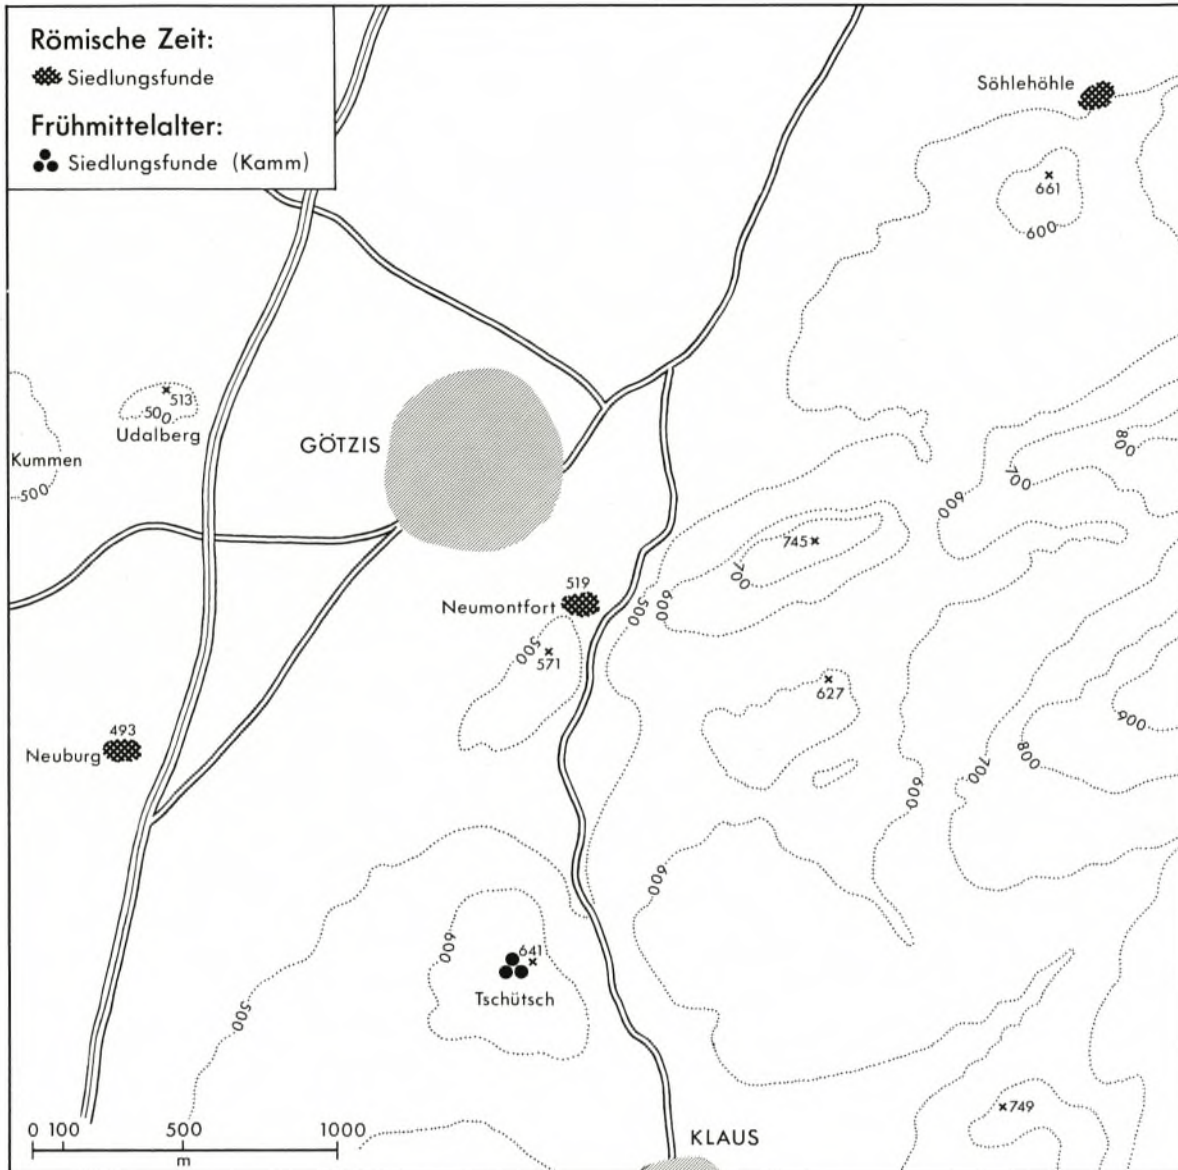 Römische Zeit:
Siedlungsfunde
Frühmittelalter:
Siedlungsfunde (Kamm)
Söhlehöhle
661
600
513
500
Udalberg
Kummen
500
GÖTZIS
800
700
600
745
700
519
Neumontfort
500
600
500
571
627
900
493
Neuburg
800
700
600
600
641
600
Tschütsch
500
749
0 100 500 1000
m
KLAUS